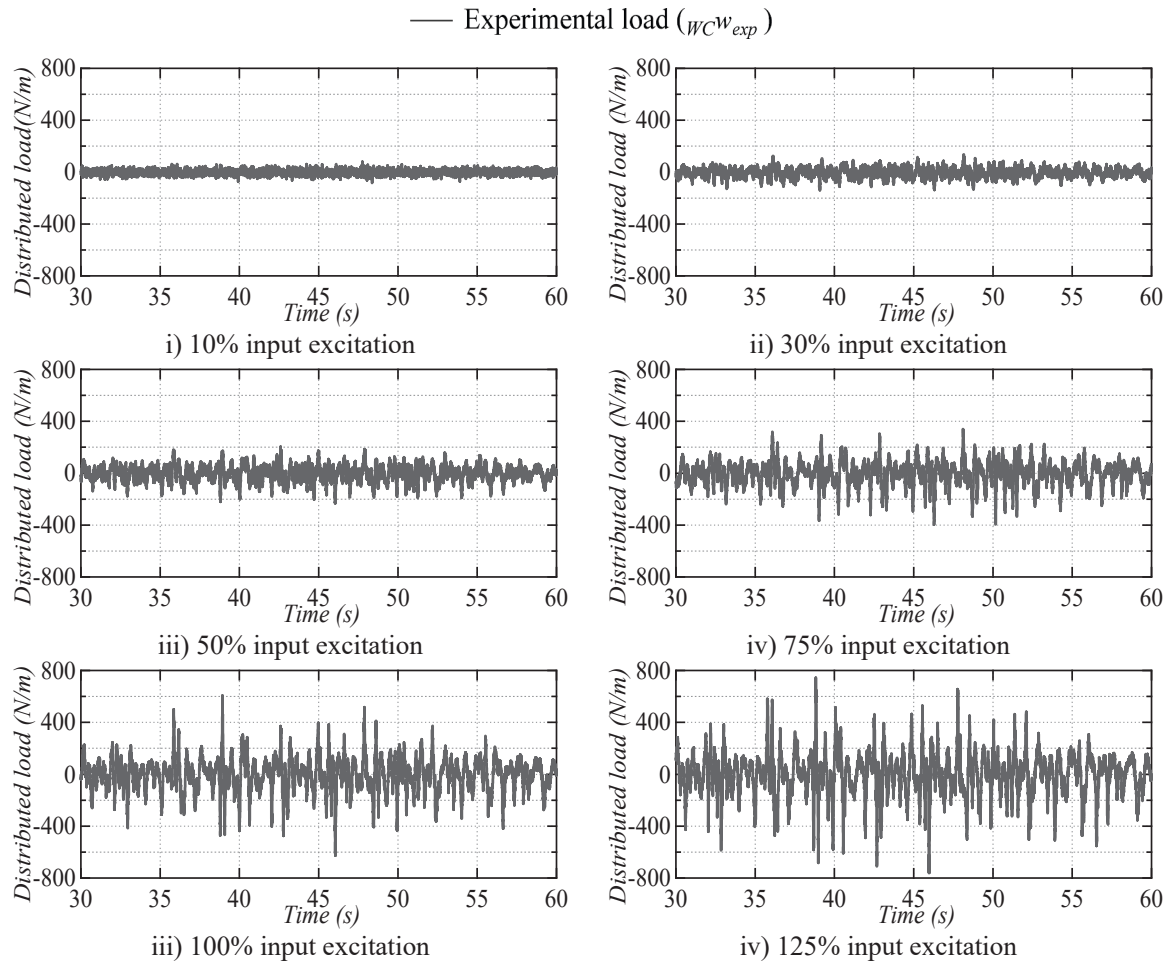 Experimental load (WCwexp)
Distributed load(N/m)
800
400
0
-400
-800
30 35 40 45 50 55 60
Time (s)
i) 10% input excitation
Distributed load (N/m)
800
400
0
-400
-800
30 35 40 45 50 55 60
Time (s)
ii) 30% input excitation
Distributed load (N/m)
800
400
0
-400
-800
30 35 40 45 50 55 60
Time (s)
iii) 50% input excitation
Distributed load (N/m)
800
400
0
-400
-800
30 35 40 45 50 55 60
Time (s)
iv) 75% input excitation
Distributed load (N/m)
800
400
0
-400
-800
30 35 40 45 50 55 60
Time (s)
iii) 100% input excitation
Distributed load (N/m)
800
400
0
-400
-800
30 35 40 45 50 55 60
Time (s)
iv) 125% input excitation